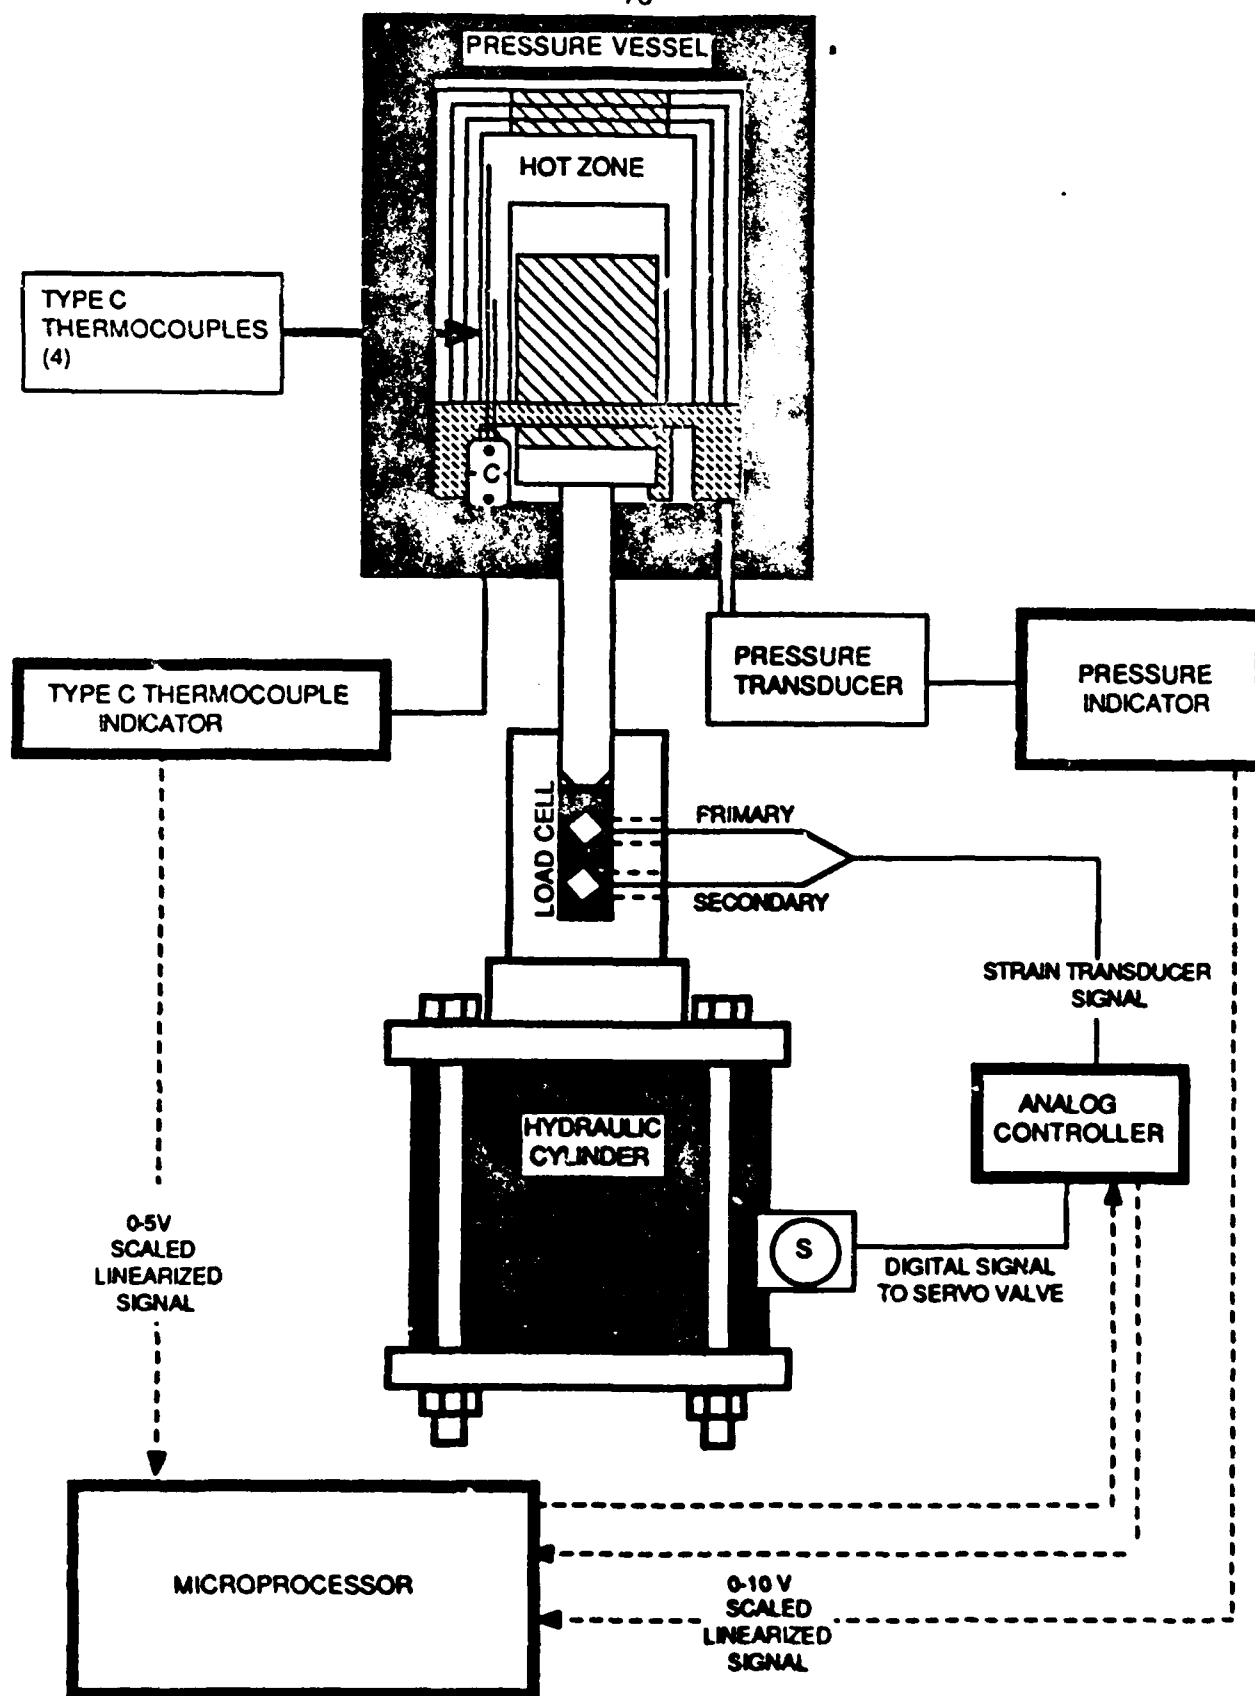 PRESSURE VESSEL
HOT ZONE
TYPE C
THERMOCOUPLES
(4)
C
PRESSURE
TRANSDUCER
PRESSURE
INDICATOR
TYPE C THERMOCOUPLE
INDICATOR
LOAD CELL
PRIMARY
SECONDARY
STRAIN TRANSDUCER
SIGNAL
ANALOG
CONTROLLER
HYDRAULIC
CYLINDER
S
DIGITAL SIGNAL
TO SERVO VALVE
0-5V
SCALED
LINEARIZED
SIGNAL
MICROPROCESSOR
0-10 V
SCALED
LINEARIZED
SIGNAL